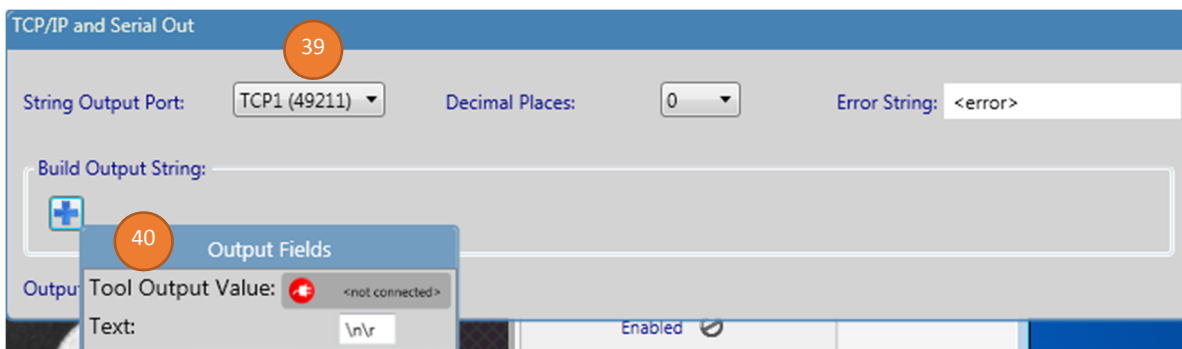 TCP/IP and Serial Out
39
String Output Port: TCP1 (49211) Decimal Places: 0 Error String: <error>
Build Output String:
40
Output Fields
Outpu Tool Output Value: <not connected>
Text: \n\r
Enabled